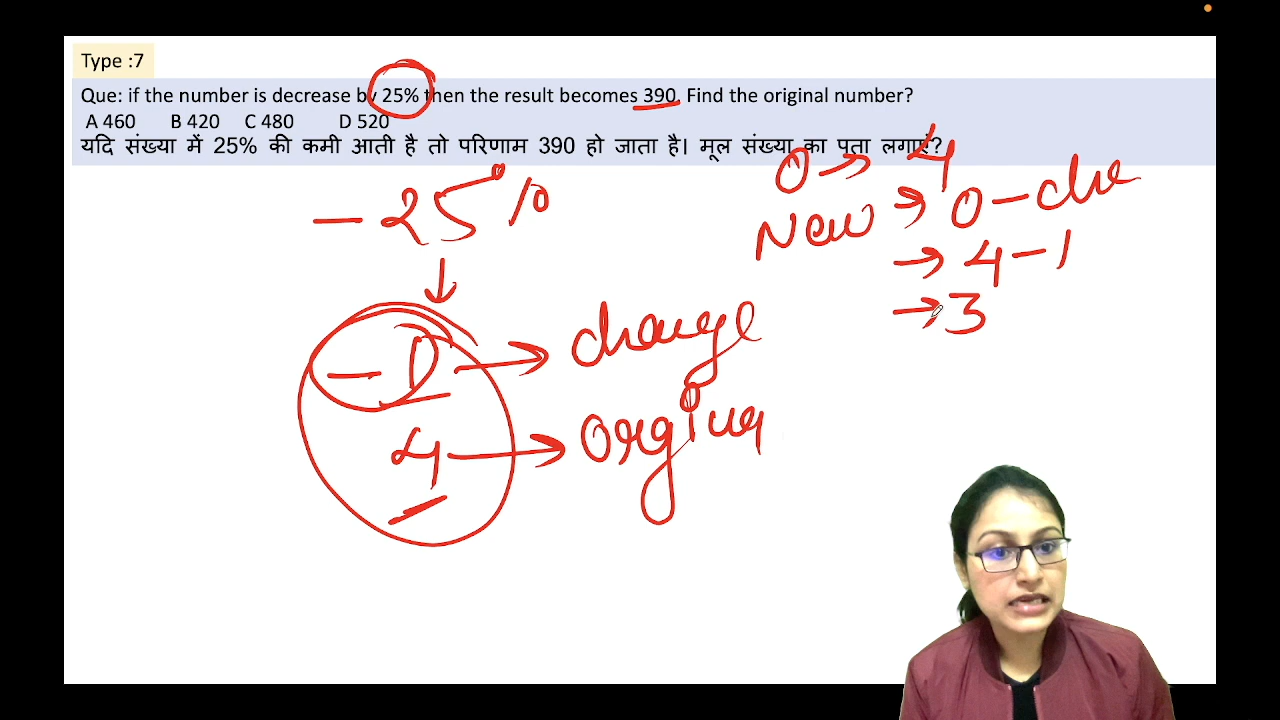 Type :7
Que: if the number is decrease by 25% then the result becomes 390. Find the original number?
A 460 B 420 C 480 D 520
यदि संख्या में 25% की कमी आती है तो परिणाम 390 हो जाता है। मूल संख्या का पता लगाएं?
O → 4
- 25%
New → O - che
→ 4 - 1
→ 3
- 1 → change
4 → Orginal